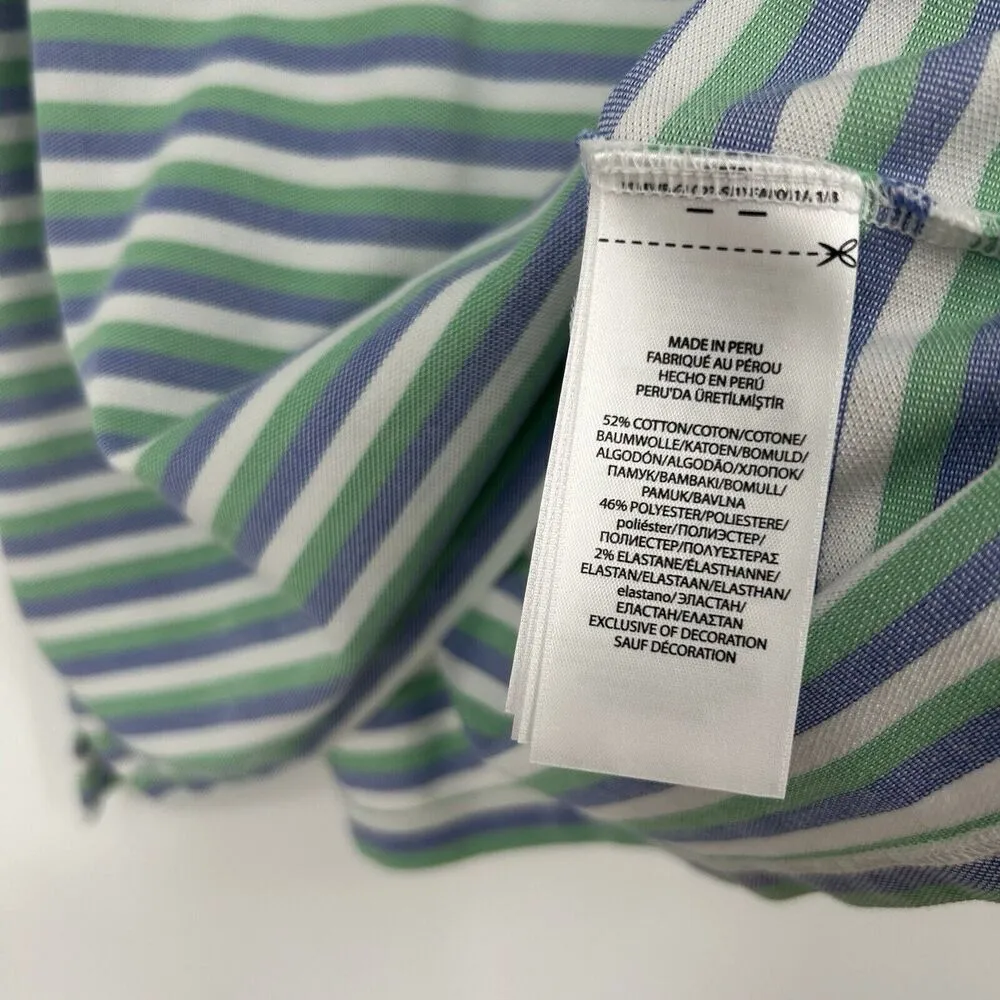 MADE IN PERU
FABRIQUÉ AU PÉROU
HECHO EN PERÚ
PERU'DA ÜRETİLMİŞTİR
52% COTTON/COTON/COTONE/
BAUMWOLLE/KATOEN/BOMULD/
ALGODÓN/ALGODÃO/ХЛОПОК/
ПАМУК/BAMBAKI/BOMULL/
PAMUK/BAVLNA
46% POLYESTER/POLIESTERE/
poliéster/ПОЛИЭСТЕР/
ПОЛИЕСТЕР/ΠΟΛΥΕΣΤΕΡΑΣ
2% ELASTANE/ÉLASTHANNE/
ELASTAN/ELASTAAN/ELASTHAN/
elastano/ЭЛАСТАН/
ЕЛАСТАН/ΕΛΑΣΤΑΝ
EXCLUSIVE OF DECORATION
SAUF DÉCORATION